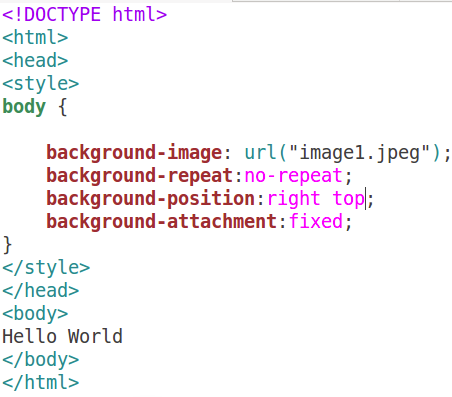 <!DOCTYPE html>
<html>
<head>
<style>
body {
background-image: url("image1.jpeg");
background-repeat:no-repeat;
background-position:right top;
background-attachment:fixed;
}
</style>
</head>
<body>
Hello World
</body>
</html>